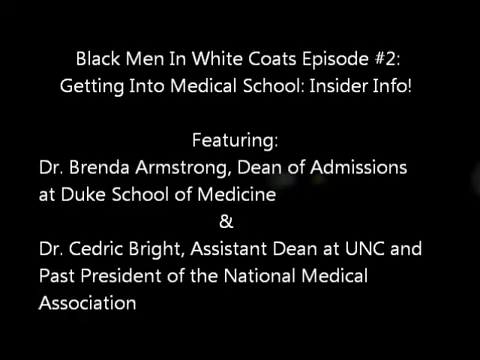 Black Men In White Coats Episode #2:
Getting Into Medical School: Insider Info!
Featuring:
Dr. Brenda Armstrong, Dean of Admissions
at Duke School of Medicine
&
Dr. Cedric Bright, Assistant Dean at UNC and
Past President of the National Medical
Association